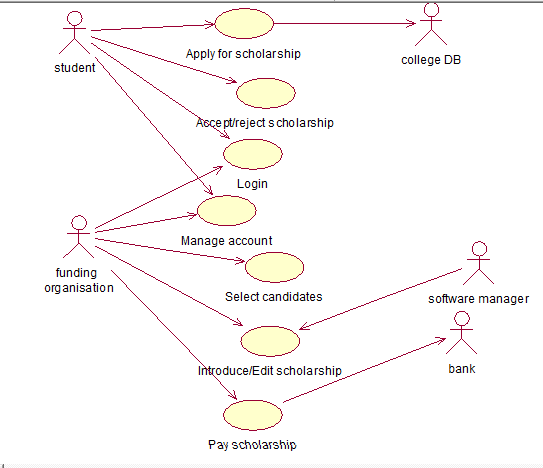 Apply for scholarship
college DB
student
Accept/reject scholarship
Login
Manage account
funding
organisation
Select candidates
software manager
Introduce/Edit scholarship
bank
Pay scholarship